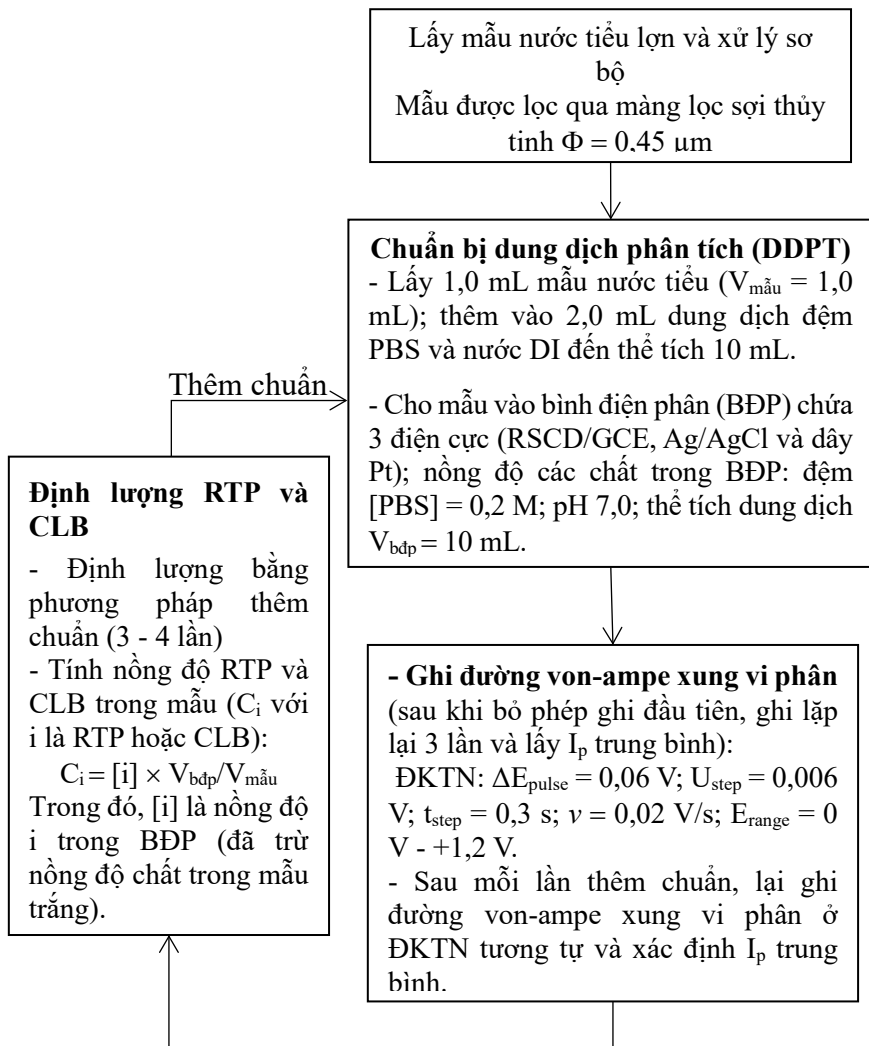 Lấy mẫu nước tiểu lợn và xử lý sơ
bộ
Mẫu được lọc qua màng lọc sợi thủy
tinh Φ = 0,45 µm
Chuẩn bị dung dịch phân tích (DDPT)
- Lấy 1,0 mL mẫu nước tiểu (Vmẫu = 1,0
mL); thêm vào 2,0 mL dung dịch đệm
PBS và nước DI đến thể tích 10 mL.
- Cho mẫu vào bình điện phân (BĐP) chứa
3 điện cực (RSCD/GCE, Ag/AgCl và dây
Pt); nồng độ các chất trong BĐP: đệm
[PBS] = 0,2 M; pH 7,0; thể tích dung dịch
Vbđp = 10 mL.
Thêm chuẩn
- Ghi đường von-ampe xung vi phân
(sau khi bỏ phép ghi đầu tiên, ghi lặp
lại 3 lần và lấy Ip trung bình):
ĐKTN: ΔEpulse = 0,06 V; Ustep = 0,006
V; tstep = 0,3 s; v = 0,02 V/s; Erange = 0
V - +1,2 V.
- Sau mỗi lần thêm chuẩn, lại ghi
đường von-ampe xung vi phân ở
ĐKTN tương tự và xác định Ip trung
bình.
Định lượng RTP và
CLB
- Định lượng bằng
phương pháp thêm
chuẩn (3 - 4 lần)
- Tính nồng độ RTP và
CLB trong mẫu (Ci với
i là RTP hoặc CLB):
Ci = [i] × Vbđp/Vmẫu
Trong đó, [i] là nồng độ
i trong BĐP (đã trừ
nồng độ chất trong mẫu
trắng).